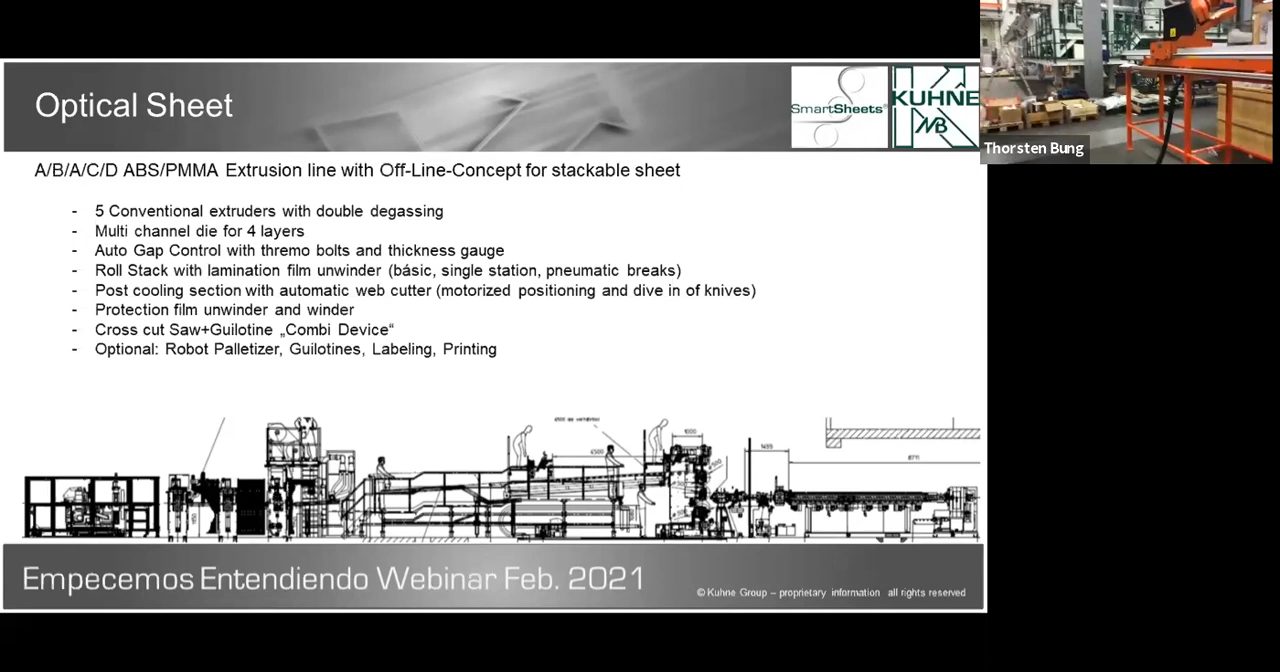 Optical Sheet
SmartSheets®
KUHNE
Thorsten Bung
A/B/A/C/D ABS/PMMA Extrusion line with Off-Line-Concept for stackable sheet
- 5 Conventional extruders with double degassing
- Multi channel die for 4 layers
- Auto Gap Control with thremo bolts and thickness gauge
- Roll Stack with lamination film unwinder (básic, single station, pneumatic breaks)
- Post cooling section with automatic web cutter (motorized positioning and dive in of knives)
- Protection film unwinder and winder
- Cross cut Saw+Guilotine „Combi Device“
- Optional: Robot Palletizer, Guilotines, Labeling, Printing
1000
4500
Empecemos Entendiendo Webinar Feb. 2021
© Kuhne Group – proprietary information all rights reserved